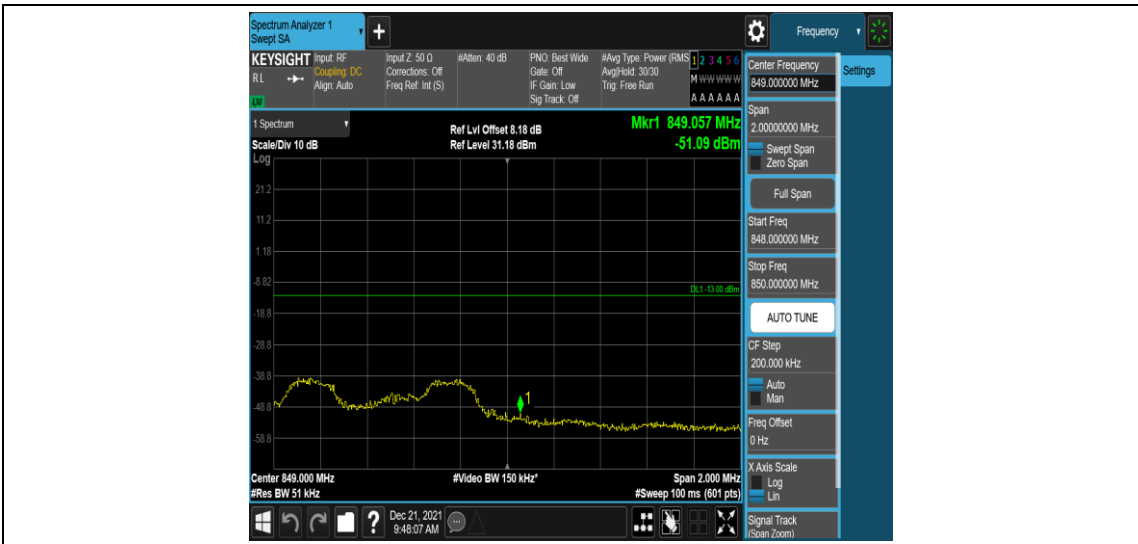 Spectrum Analyzer 1
Swept SA
+
Frequency
KEYSIGHT
Input: RF
Coupling: DC
Align: Auto
RL
Input Z: 50 Ω
Corrections: Off
Freq Ref: Int (S)
#Atten: 40 dB
PNO: Best Wide
Gate: Off
IF Gain: Low
Sig Track: Off
#Avg Type: Power (RMS
Avg|Hold: 30/30
Trig: Free Run
1 2 3 4 5 6
M W W W W W
A A A A A A
1 Spectrum
Scale/Div 10 dB
Ref Lvl Offset 8.18 dB
Ref Level 31.18 dBm
Mkr1 849.057 MHz
-51.09 dBm
Log
21.2
11.2
1.18
-8.82
-18.8
-28.8
-38.8
-48.8
-58.8
DL1 -13.00 dBm
1
Center 849.000 MHz
#Res BW 51 kHz
#Video BW 150 kHz*
Span 2.000 MHz
#Sweep 100 ms (601 pts)
?
Dec 21, 2021
9:48:07 AM
Center Frequency
849.000000 MHz
Settings
Span
2.00000000 MHz
Swept Span
Zero Span
Full Span
Start Freq
848.000000 MHz
Stop Freq
850.000000 MHz
AUTO TUNE
CF Step
200.000 kHz
Auto
Man
Freq Offset
0 Hz
X Axis Scale
Log
Lin
Signal Track
(Span Zoom)